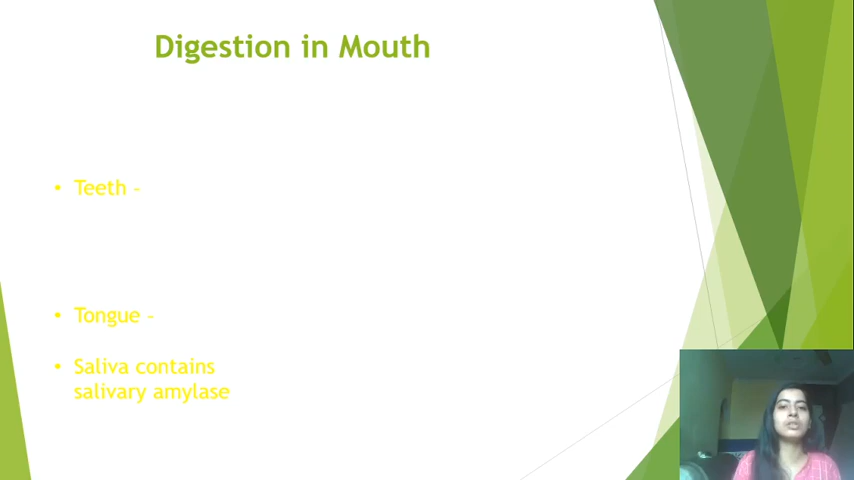 Digestion in Mouth
• Teeth -
• Tongue -
• Saliva contains
salivary amylase